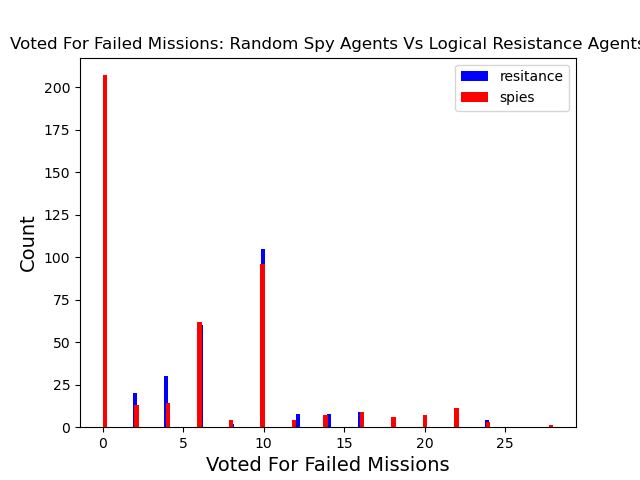 Voted For Failed Missions: Random Spy Agents Vs Logical Resistance Agents
resitance
spies
200
175
150
125
100
75
50
25
0
Count
0 5 10 15 20 25
Voted For Failed Missions